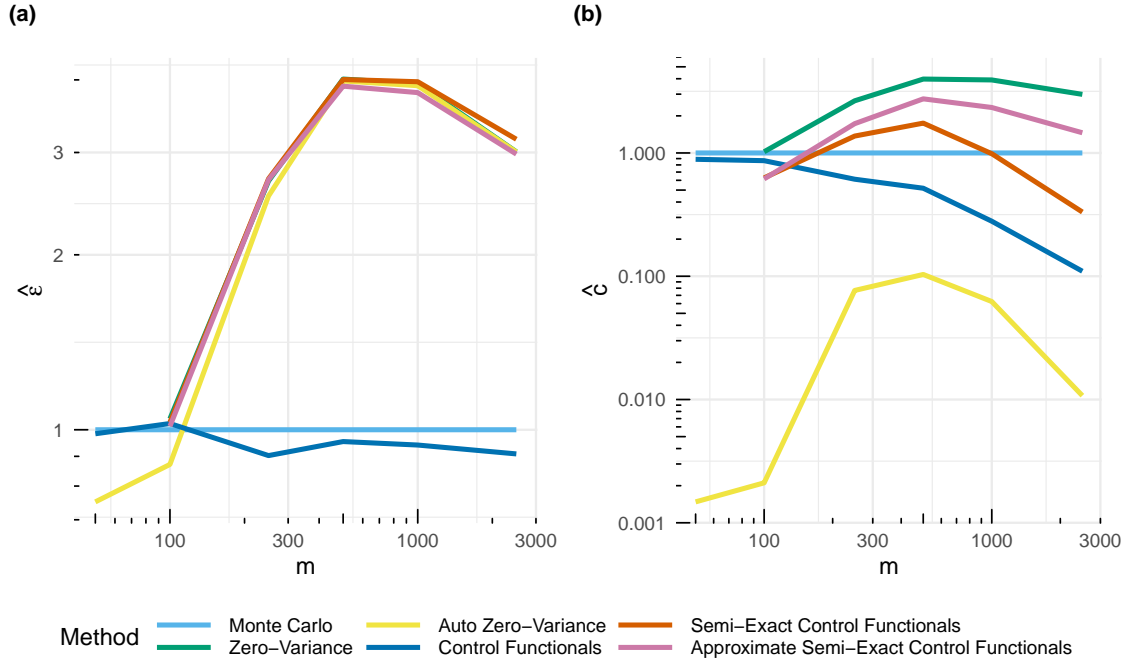 (a)
(b)
ε̂
3
2
1
100
300
1000
3000
m
ĉ
1.000
0.100
0.010
0.001
100
300
1000
3000
m
Method
Monte Carlo
Auto Zero−Variance
Semi−Exact Control Functionals
Zero−Variance
Control Functionals
Approximate Semi−Exact Control Functionals